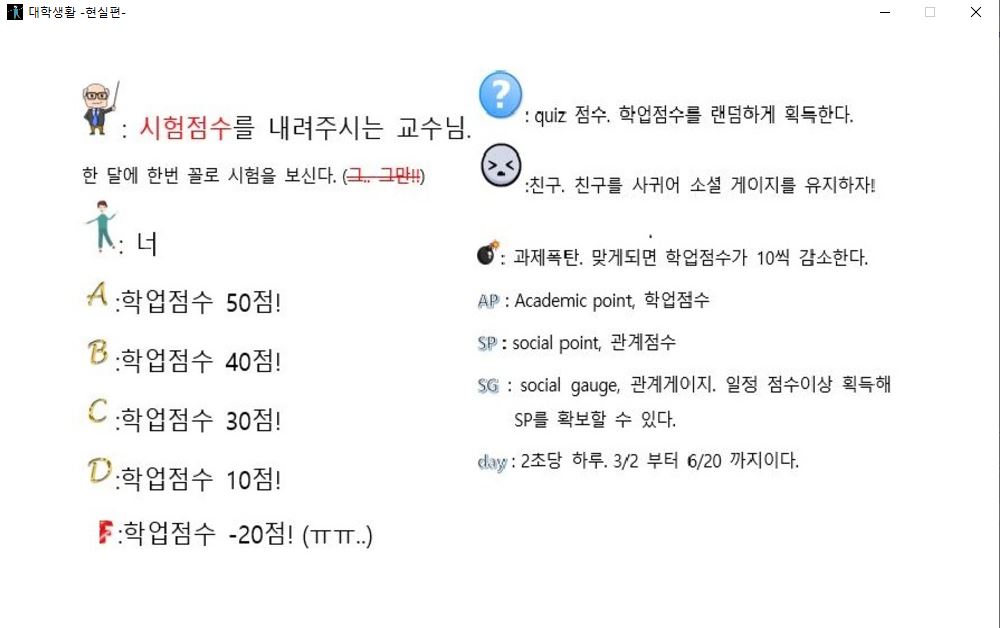 대학생활 -현실편-
: 시험점수를 내려주시는 교수님.
한 달에 한번 꼴로 시험을 보신다. (그.. 그만!!)
: 너
A :학업점수 50점!
B :학업점수 40점!
C :학업점수 30점!
D :학업점수 10점!
F :학업점수 -20점! (ㅠㅠ..)
? : quiz 점수. 학업점수를 랜덤하게 획득한다.
:친구. 친구를 사귀어 소셜 게이지를 유지하자!
: 과제폭탄. 맞게되면 학업점수가 10씩 감소한다.
AP : Academic point, 학업점수
SP : social point, 관계점수
SG : social gauge, 관계게이지. 일정 점수이상 획득해
SP를 확보할 수 있다.
day : 2초당 하루. 3/2 부터 6/20 까지이다.